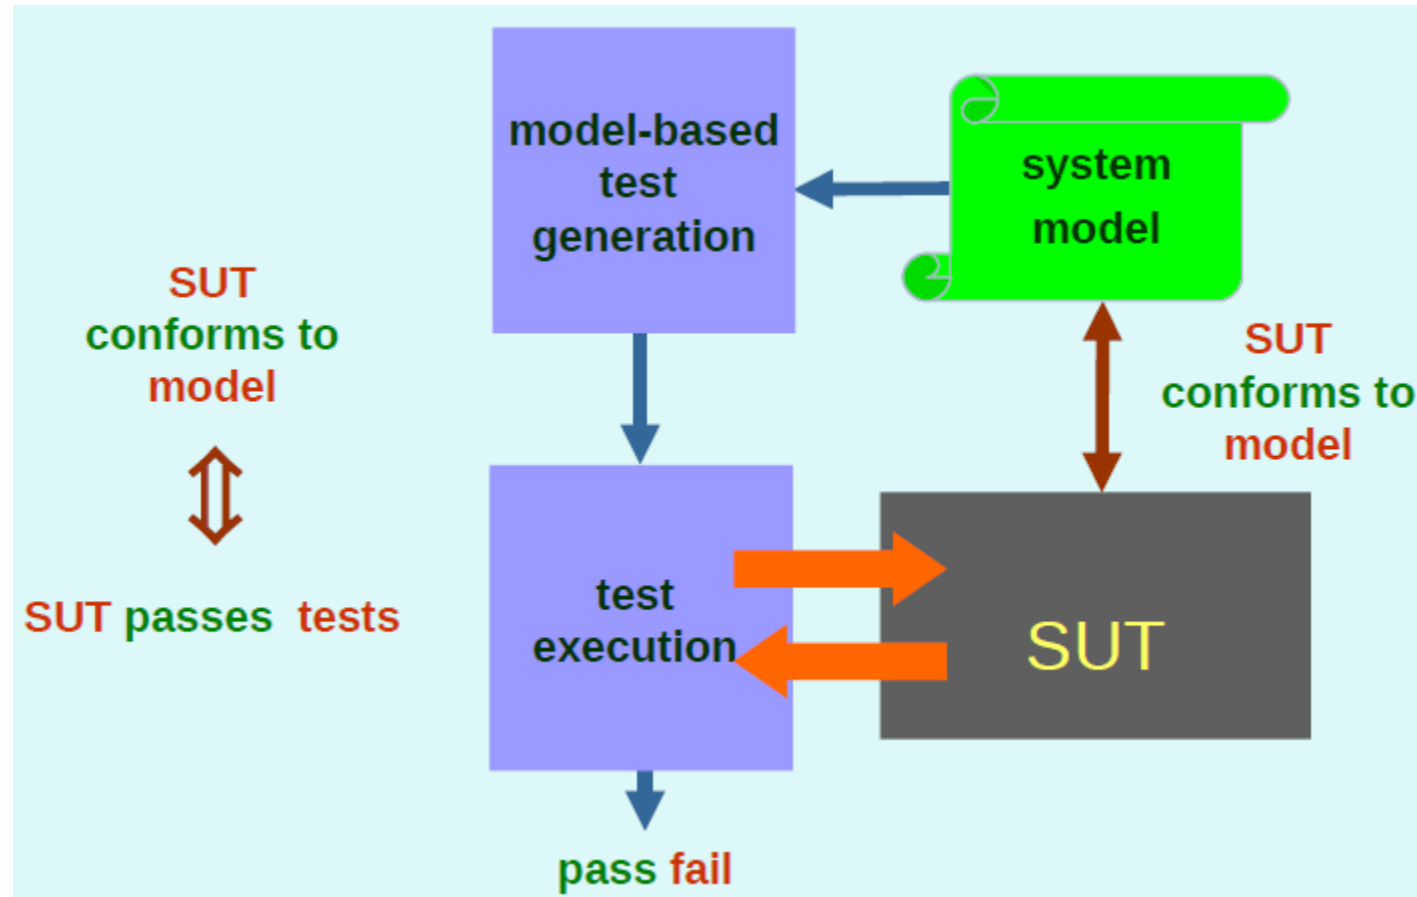 model-based
test
generation
system
model
SUT
conforms to
model
SUT
conforms to
model
SUT passes tests
test
execution
SUT
pass fail